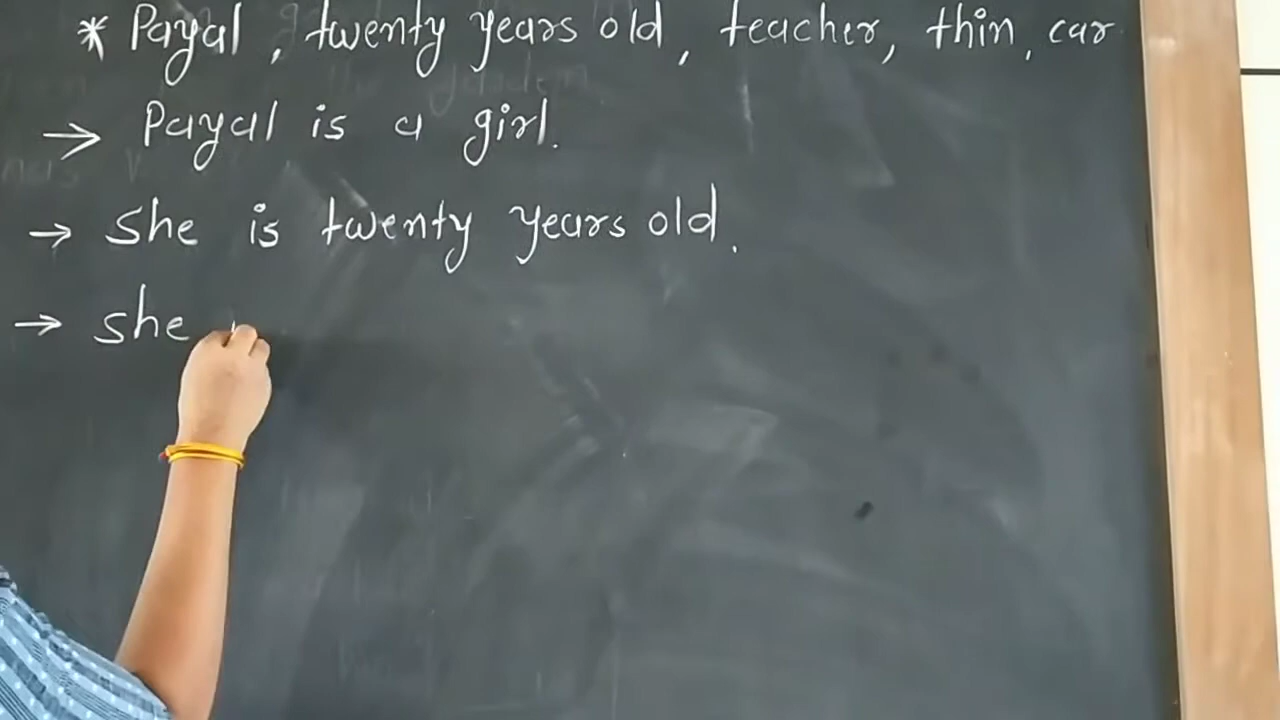 * Payal, twenty years old, teacher, thin, car
→ Payal is a girl.
→ She is twenty years old.
→ she